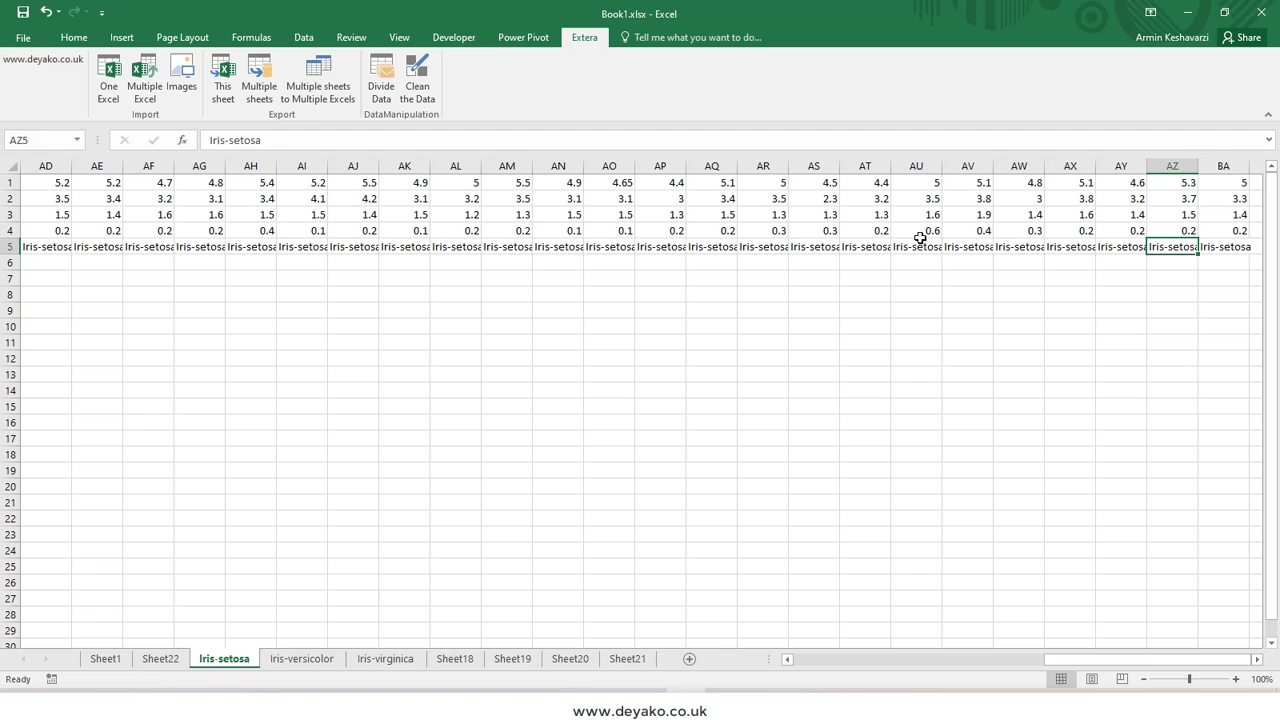 Book1.xlsx - Excel
File Home Insert Page Layout Formulas Data Review View Developer Power Pivot Extera Tell me what you want to do... Armin Keshavarzi Share
www.deyako.co.uk
One Excel
Multiple Excel
Images
This sheet
Multiple sheets
Multiple sheets to Multiple Excels
Divide Data
Clean the Data
Import Export DataManipulation
AZ5 fx Iris-setosa
AD AE AF AG AH AI AJ AK AL AM AN AO AP AQ AR AS AT AU AV AW AX AY AZ BA
1 5.2 5.2 4.7 4.8 5.4 5.2 5.5 4.9 5 5.5 4.9 4.65 4.4 5.1 5 4.5 4.4 5 5.1 4.8 5.1 4.6 5.3 5
2 3.5 3.4 3.2 3.1 3.4 4.1 4.2 3.1 3.2 3.5 3.1 3.1 3 3.4 3.5 2.3 3.2 3.5 3.8 3 3.8 3.2 3.7 3.3
3 1.5 1.4 1.6 1.6 1.5 1.5 1.4 1.5 1.2 1.3 1.5 1.5 1.3 1.5 1.3 1.3 1.3 1.6 1.9 1.4 1.6 1.4 1.5 1.4
4 0.2 0.2 0.2 0.2 0.4 0.1 0.2 0.1 0.2 0.2 0.1 0.1 0.2 0.2 0.3 0.3 0.2 0.6 0.4 0.3 0.2 0.2 0.2 0.2
5 Iris-setosa Iris-setosa Iris-setosa Iris-setosa Iris-setosa Iris-setosa Iris-setosa Iris-setosa Iris-setosa Iris-setosa Iris-setosa Iris-setosa Iris-setosa Iris-setosa Iris-setosa Iris-setosa Iris-setosa Iris-setosa Iris-setosa Iris-setosa Iris-setosa Iris-setosa Iris-setosa Iris-setosa
6
7
8
9
10
11
12
13
14
15
16
17
18
19
20
21
22
23
24
25
26
27
28
29
30
Sheet1 Sheet22 Iris-setosa Iris-versicolor Iris-virginica Sheet18 Sheet19 Sheet20 Sheet21
Ready 100%
www.deyako.co.uk